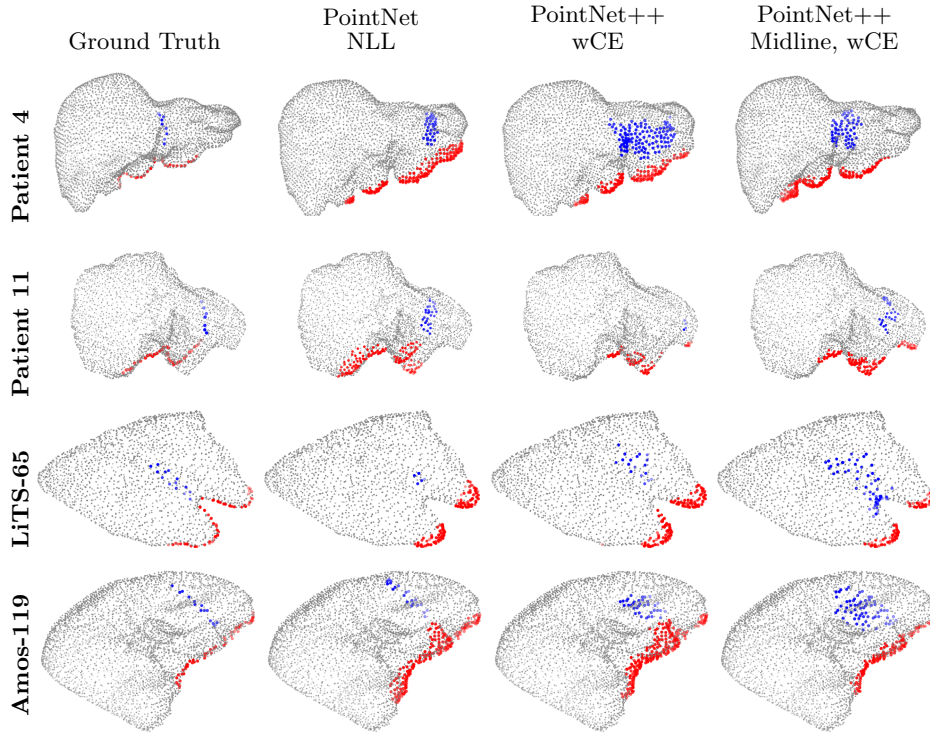 Ground Truth
PointNet
NLL
PointNet++
wCE
PointNet++
Midline, wCE
Patient 4
Patient 11
LiTS-65
Amos-119